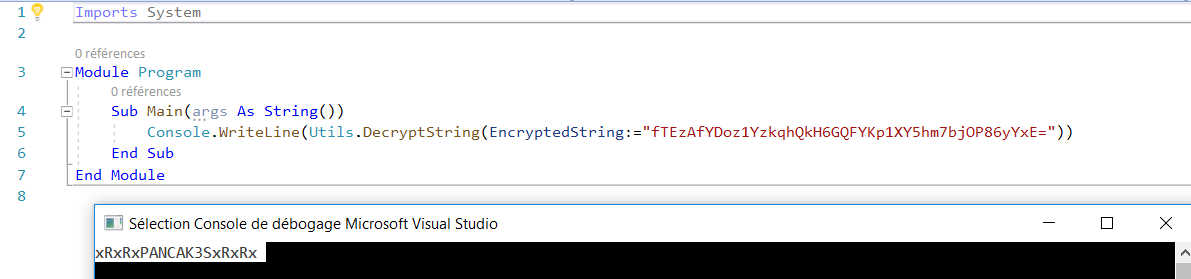 1 Imports System
2
0 références
3 Module Program
0 références
4 Sub Main(args As String())
5 Console.WriteLine(Utils.DecryptString(EncryptedString:="fTEzAfYDoz1YzkqhQkH6GQFYKp1XY5hm7bjOP86yYxE="))
6 End Sub
7 End Module
8
Sélection Console de débogage Microsoft Visual Studio
xRxRxPANCAK3SxRxRx